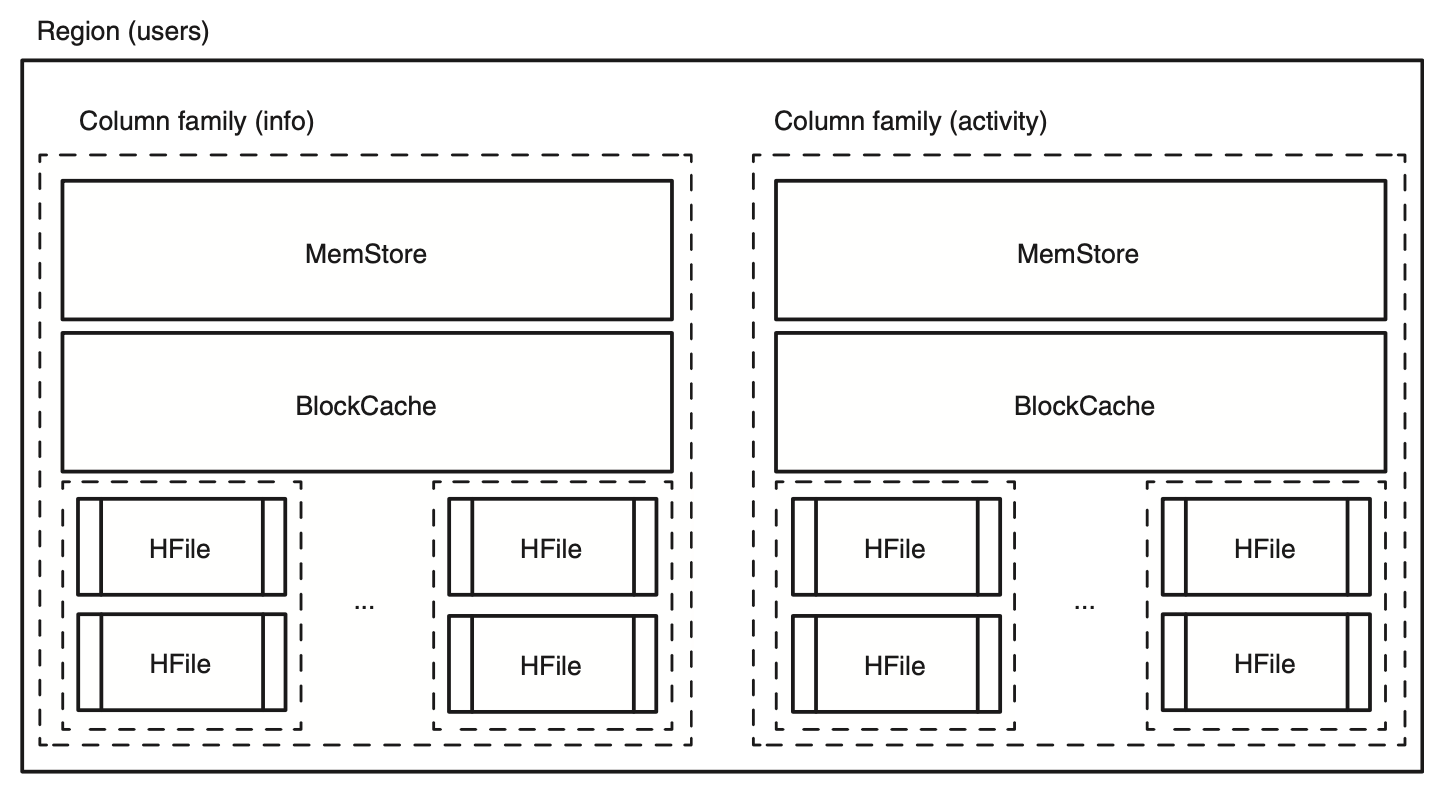 Region (users)
Column family (info)
Column family (activity)
MemStore
MemStore
BlockCache
BlockCache
HFile
HFile
HFile
HFile
...
...
HFile
HFile
HFile
HFile